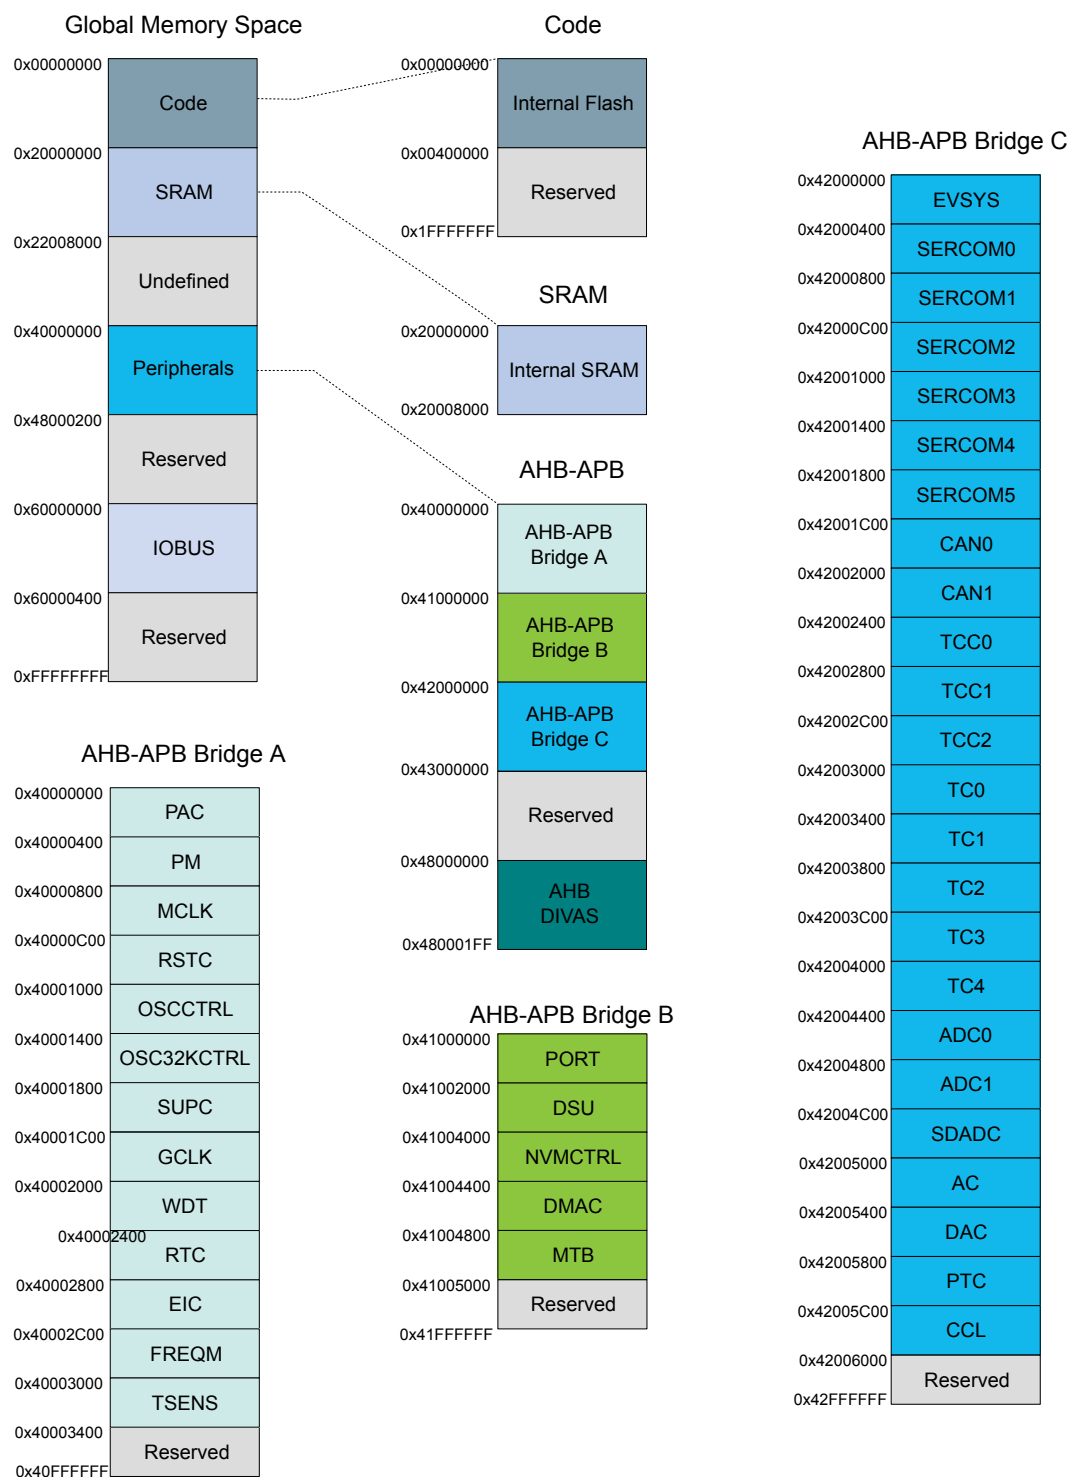 Global Memory Space
0x00000000
Code
0x20000000
SRAM
0x22008000
Undefined
0x40000000
Peripherals
0x48000200
Reserved
0x60000000
IOBUS
0x60000400
Reserved
0xFFFFFFFF
Code
0x00000000
Internal Flash
0x00400000
Reserved
0x1FFFFFFF
SRAM
0x20000000
Internal SRAM
0x20008000
AHB-APB
0x40000000
AHB-APB
Bridge A
0x41000000
AHB-APB
Bridge B
0x42000000
AHB-APB
Bridge C
0x43000000
Reserved
0x48000000
AHB
DIVAS
0x480001FF
AHB-APB Bridge A
0x40000000
PAC
0x40000400
PM
0x40000800
MCLK
0x40000C00
RSTC
0x40001000
OSCCTRL
0x40001400
OSC32KCTRL
0x40001800
SUPC
0x40001C00
GCLK
0x40002000
WDT
0x40002400
RTC
0x40002800
EIC
0x40002C00
FREQM
0x40003000
TSENS
0x40003400
Reserved
0x40FFFFFF
AHB-APB Bridge B
0x41000000
PORT
0x41002000
DSU
0x41004000
NVMCTRL
0x41004400
DMAC
0x41004800
MTB
0x41005000
Reserved
0x41FFFFFF
AHB-APB Bridge C
0x42000000
EVSYS
0x42000400
SERCOM0
0x42000800
SERCOM1
0x42000C00
SERCOM2
0x42001000
SERCOM3
0x42001400
SERCOM4
0x42001800
SERCOM5
0x42001C00
CAN0
0x42002000
CAN1
0x42002400
TCC0
0x42002800
TCC1
0x42002C00
TCC2
0x42003000
TC0
0x42003400
TC1
0x42003800
TC2
0x42003C00
TC3
0x42004000
TC4
0x42004400
ADC0
0x42004800
ADC1
0x42004C00
SDADC
0x42005000
AC
0x42005400
DAC
0x42005800
PTC
0x42005C00
CCL
0x42006000
Reserved
0x42FFFFFF